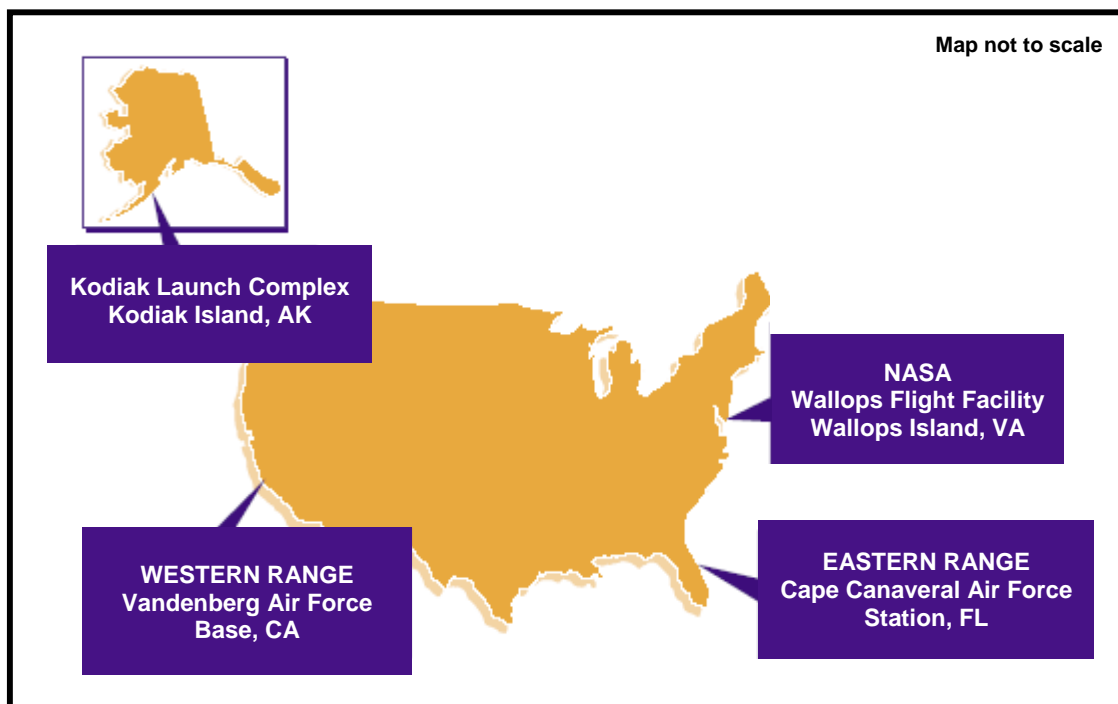 Map not to scale
Kodiak Launch Complex
Kodiak Island, AK
NASA
Wallops Flight Facility
Wallops Island, VA
WESTERN RANGE
Vandenberg Air Force
Base, CA
EASTERN RANGE
Cape Canaveral Air Force
Station, FL